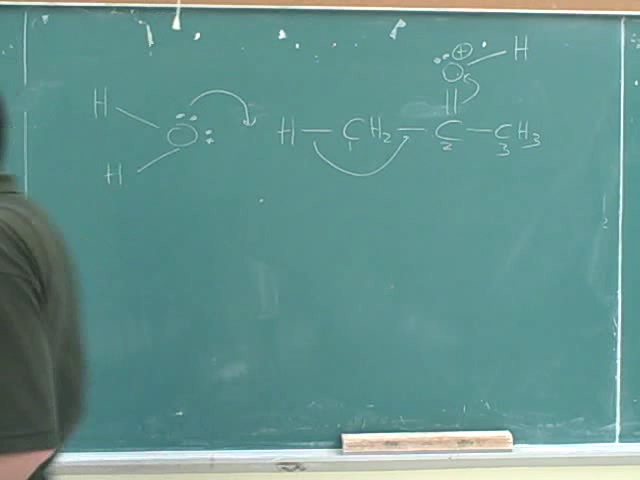 ⊕ H
O
H
O
H
H — CH₂ — C — CH₃
1 2 3